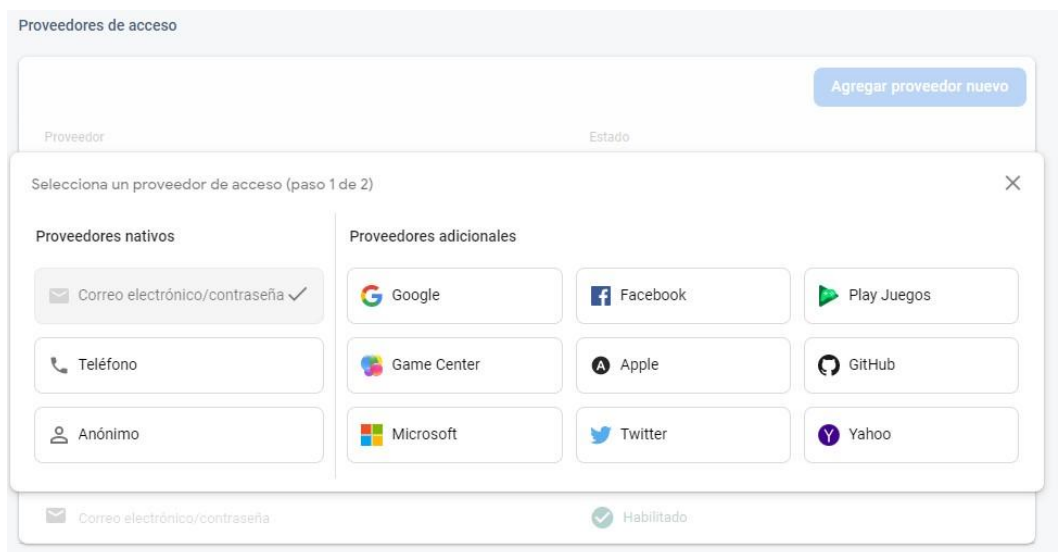 Proveedores de acceso
Agregar proveedor nuevo
Proveedor Estado
Selecciona un proveedor de acceso (paso 1 de 2)
Proveedores nativos Proveedores adicionales
Correo electrónico/contraseña Google Facebook Play Juegos
Teléfono Game Center Apple GitHub
Anónimo Microsoft Twitter Yahoo
Correo electrónico/contraseña Habilitado